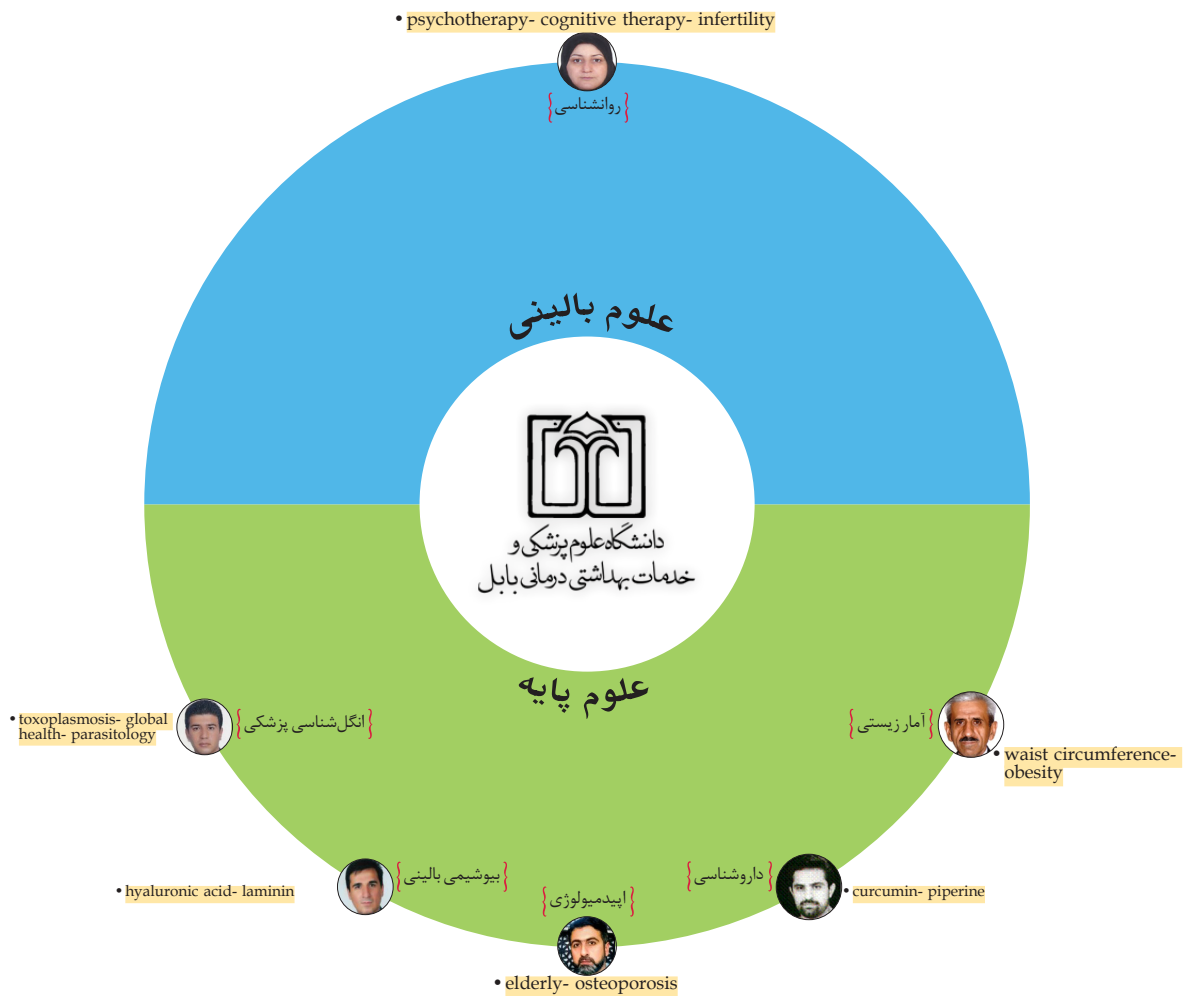 • psychotherapy- cognitive therapy- infertility
{روانشناسی}
علوم بالینی
دانشگاه علوم پزشکی و
خدمات بهداشتی درمانی بابل
علوم پایه
• toxoplasmosis- global
health- parasitology
{انگل‌شناسی پزشکی}
{آمار زیستی}
• waist circumference-
obesity
• hyaluronic acid- laminin
{بیوشیمی بالینی}
{اپیدمیولوژی}
{داروشناسی}
• curcumin- piperine
• elderly- osteoporosis